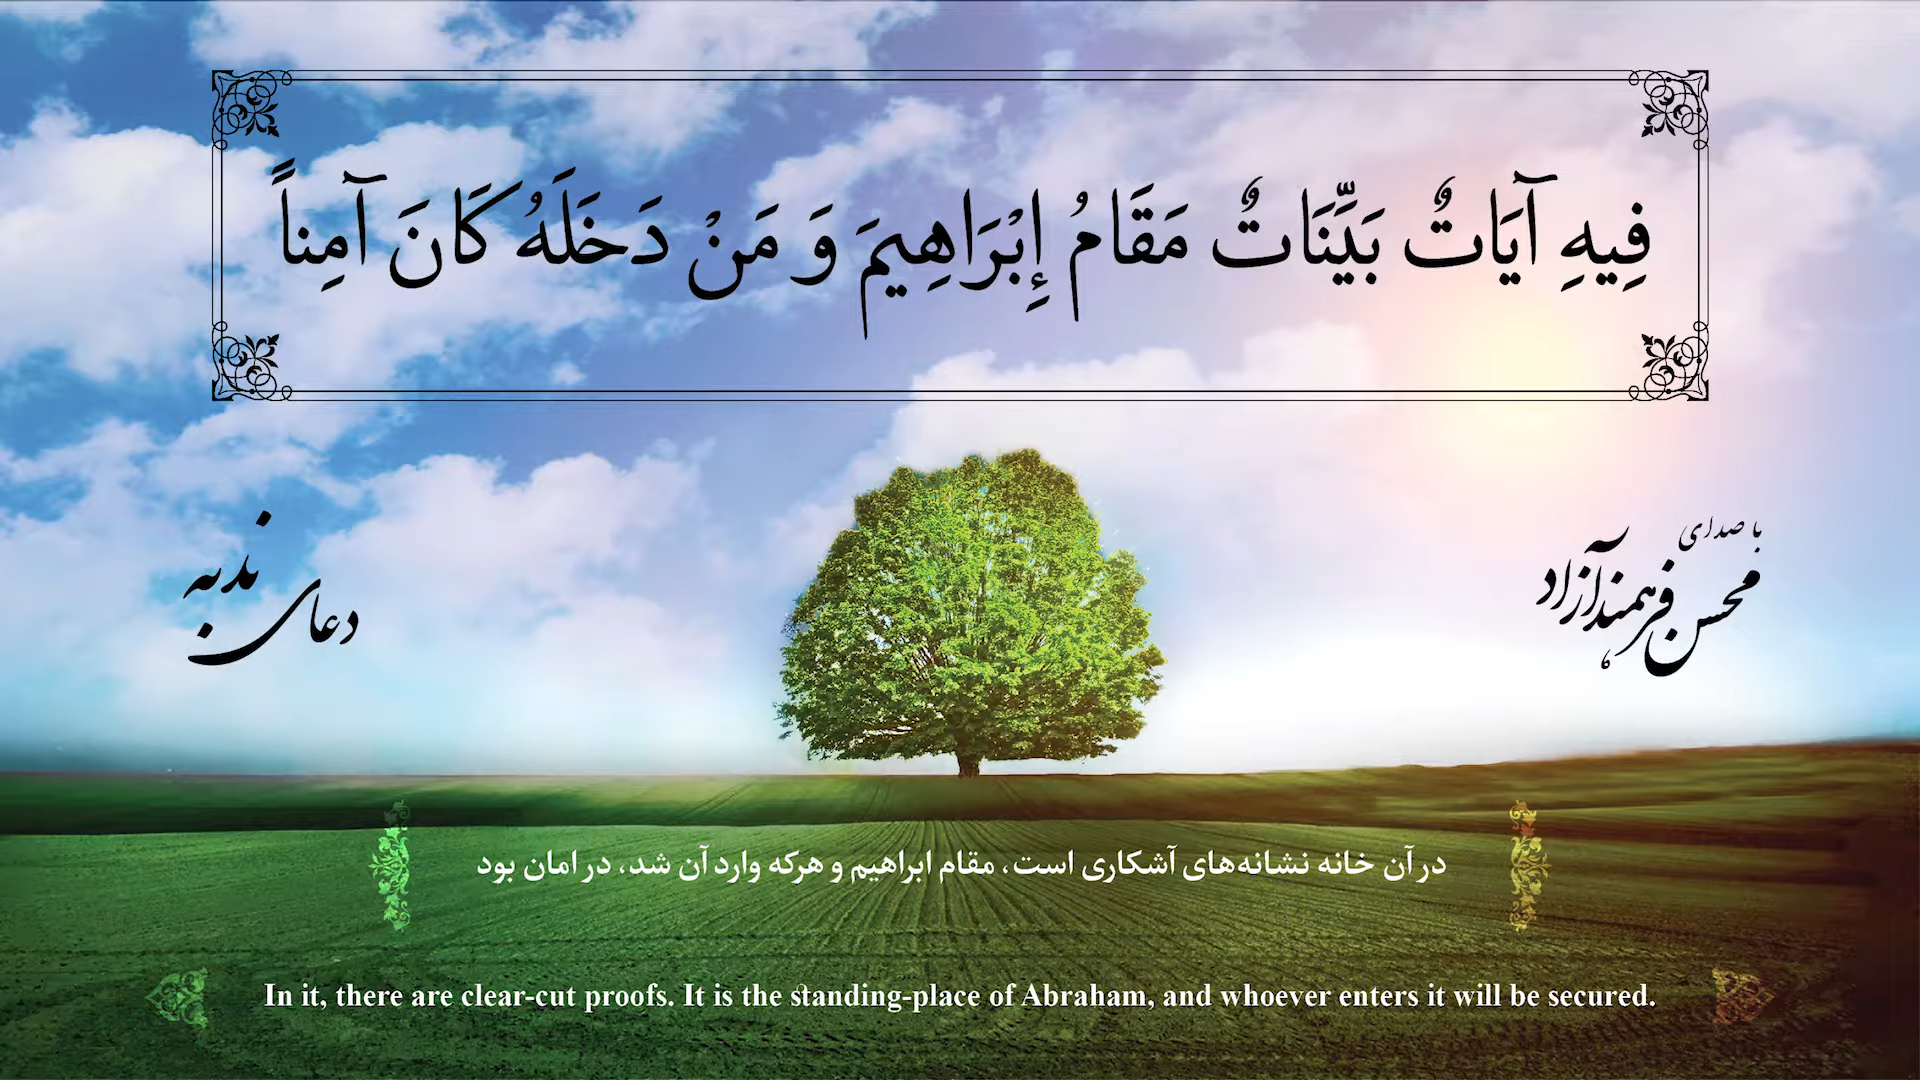 فِيهِ آيَاتٌ بَيِّنَاتٌ مَقَامُ إِبْرَاهِيمَ وَ مَنْ دَخَلَهُ كَانَ آمِناً
با صدای
محسن فرهمندآزاد
دعای ندبه
در آن خانه نشانه‌های آشکاری است، مقام ابراهیم و هرکه وارد آن شد، در امان بود
In it, there are clear-cut proofs. It is the standing-place of Abraham, and whoever enters it will be secured.